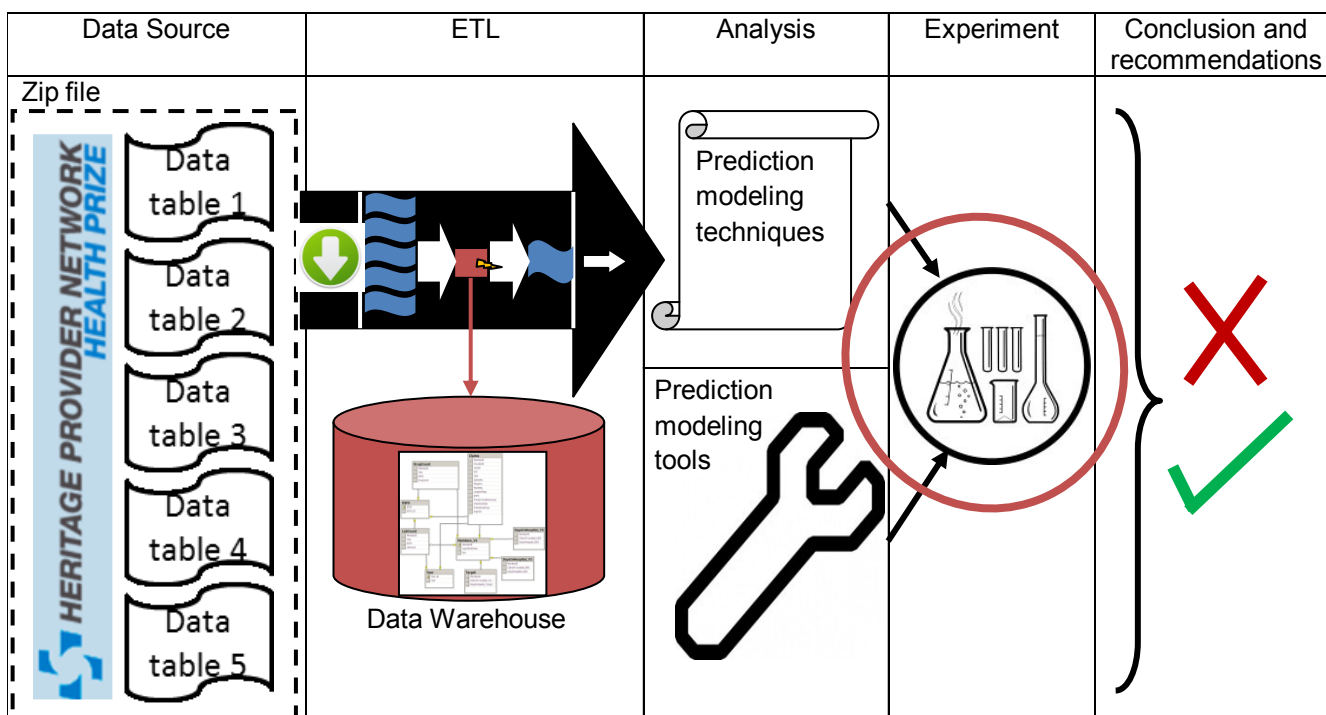 Data Source
ETL
Analysis
Experiment
Conclusion and
recommendations
Zip file
HERITAGE PROVIDER NETWORK
HEALTH PRIZE
Data
table 1
Data
table 2
Data
table 3
Data
table 4
Data
table 5
Data Warehouse
Prediction
modeling
techniques
Prediction
modeling
tools